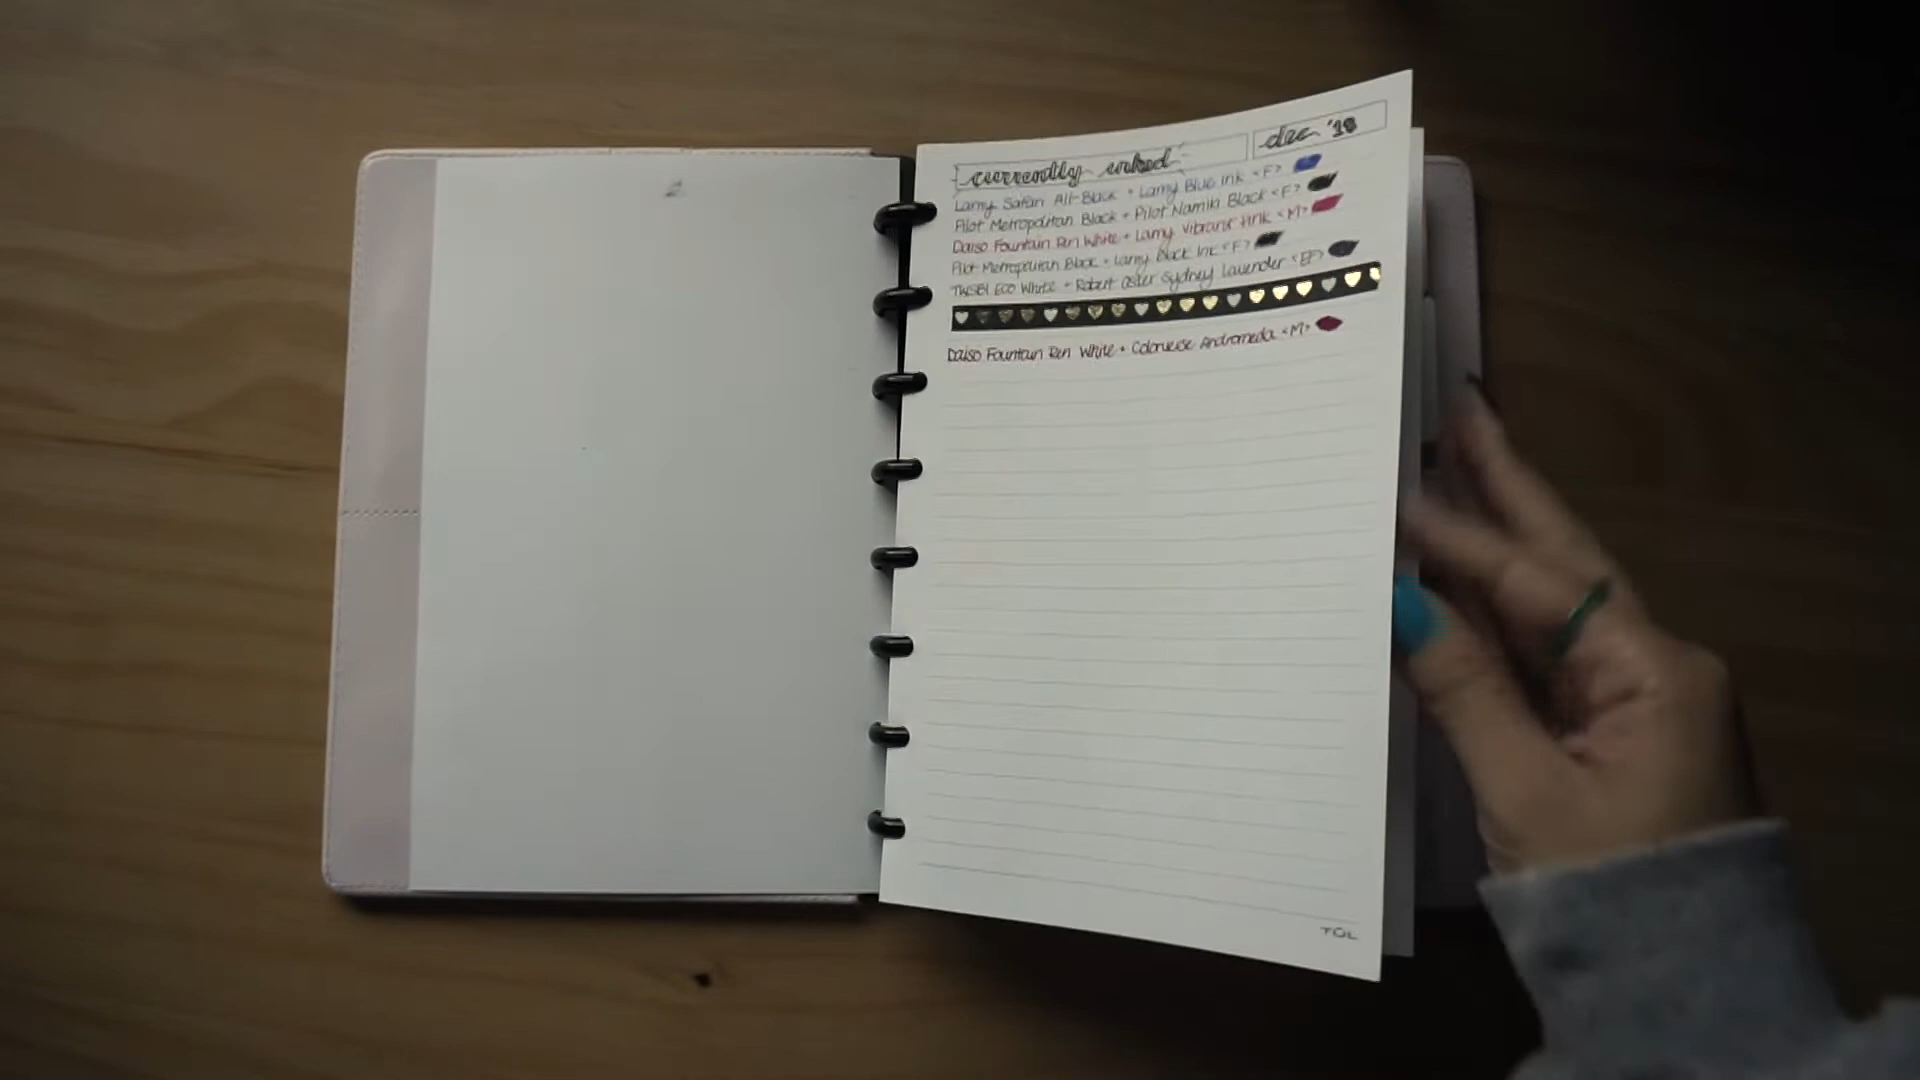 currently inked
dec '18
Lamy Safari All-Black + Lamy Blue Ink <F>
Pilot Metropolitan Black + Pilot Namiki Black <F>
Daiso Fountain Pen White + Lamy Vibrant Pink <M>
Pilot Metropolitan Black + Lamy Black Ink <F>
TWSBI Eco White + Robert Oster Sydney Lavender <EF>
Daiso Fountain Pen White + Colorverse Andromeda <M>
TOL